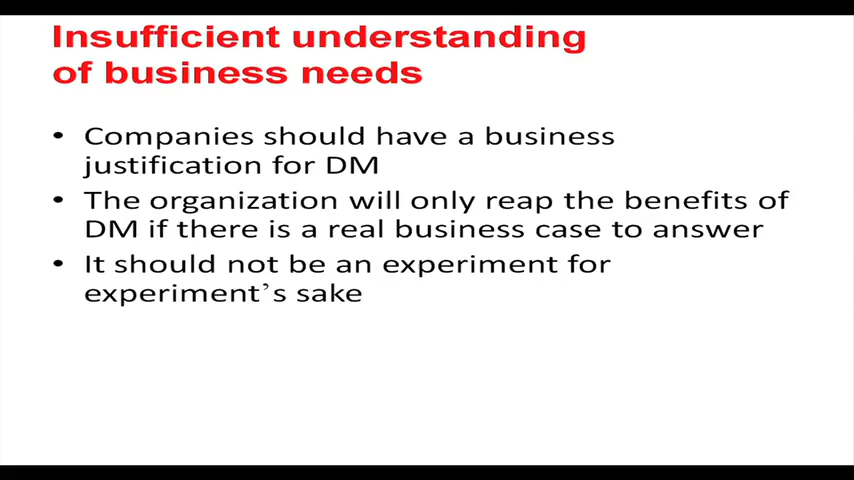 Insufficient understanding
of business needs
• Companies should have a business
justification for DM
• The organization will only reap the benefits of
DM if there is a real business case to answer
• It should not be an experiment for
experiment’s sake